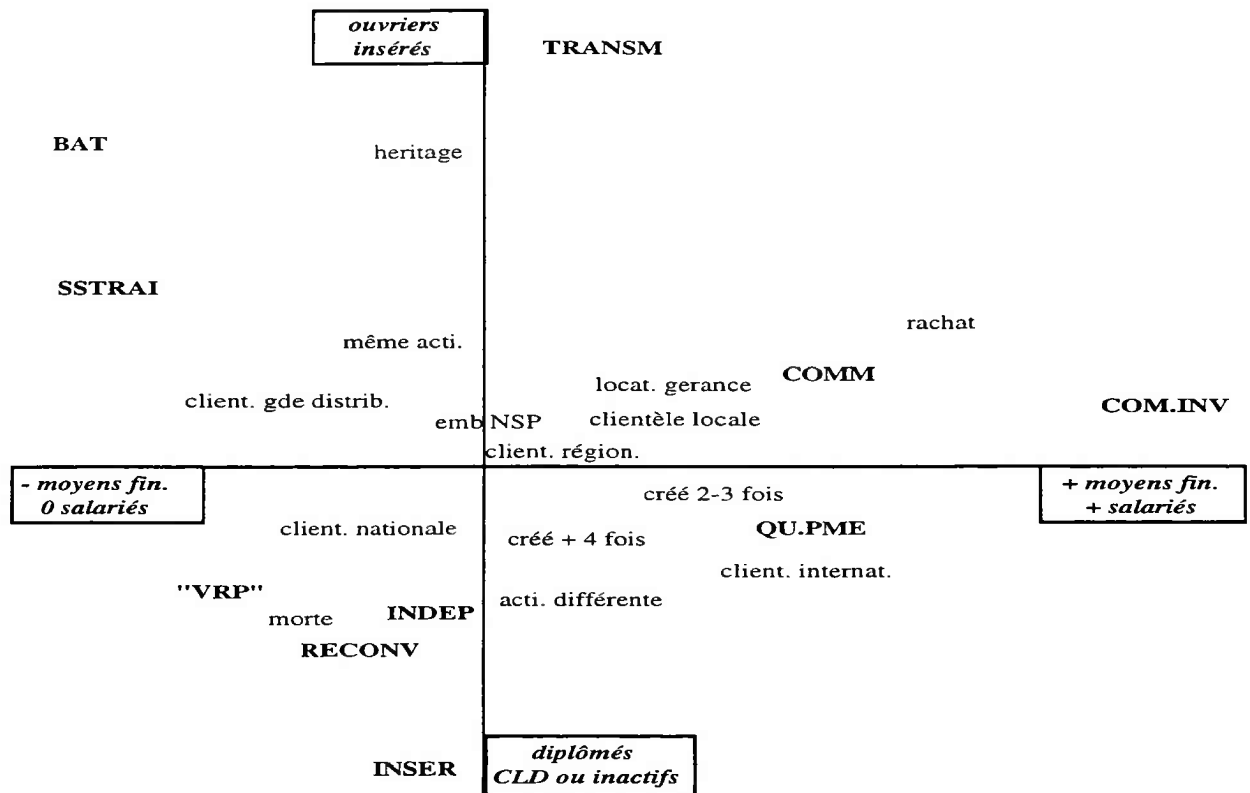 ouvriers
insérés
TRANSM
BAT
heritage
SSTRAI
rachat
même acti.
COMM
locat. gerance
client. gde distrib.
COM.INV
emb NSP
clientèle locale
client. région.
- moyens fin.
0 salariés
+ moyens fin.
+ salariés
créé 2-3 fois
client. nationale
créé + 4 fois
QU.PME
client. internat.
"VRP"
acti. différente
morte
INDEP
RECONV
INSER
diplômés
CLD ou inactifs